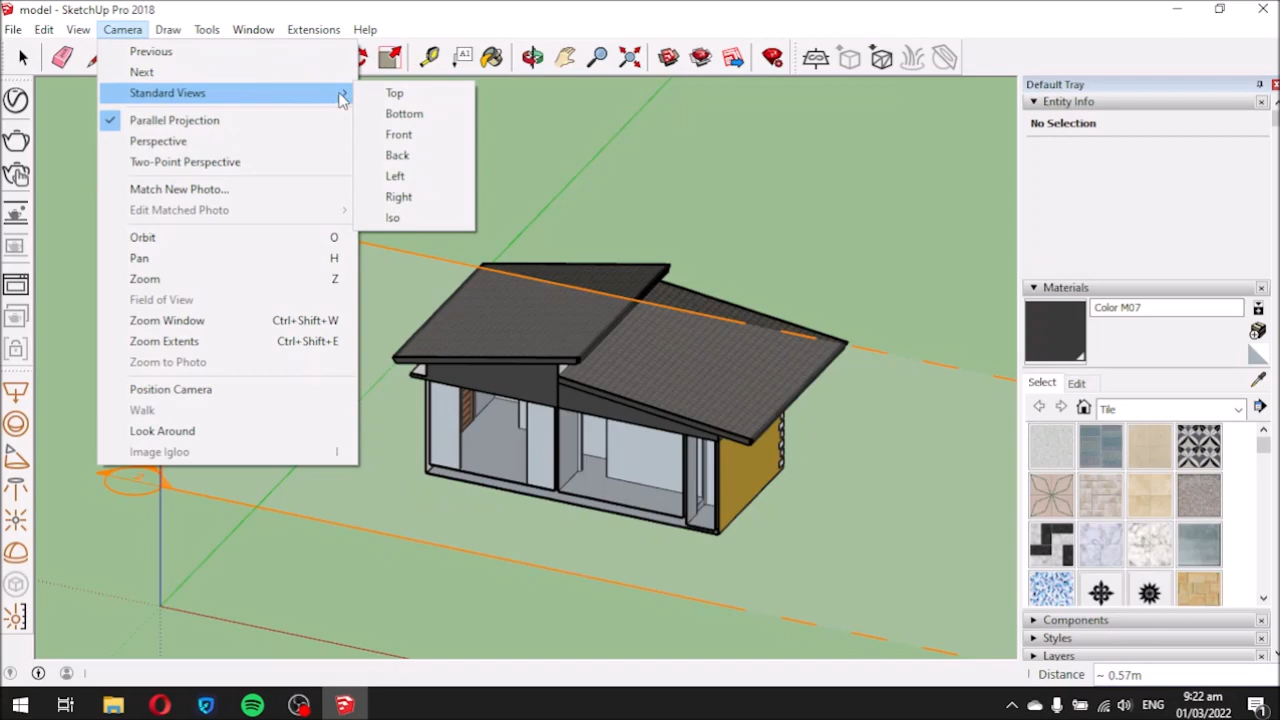 model - SketchUp Pro 2018
File Edit View Camera Draw Tools Window Extensions Help
Previous
Next
Standard Views
Parallel Projection
Perspective
Two-Point Perspective
Match New Photo...
Edit Matched Photo
Orbit O
Pan H
Zoom Z
Field of View
Zoom Window Ctrl+Shift+W
Zoom Extents Ctrl+Shift+E
Zoom to Photo
Position Camera
Walk
Look Around
Image Igloo I
Top
Bottom
Front
Back
Left
Right
Iso
A1
Default Tray
Entity Info
No Selection
Materials
Color M07
Select Edit
Tile
Components
Styles
Layers
Distance ~ 0.57m
ENG
9:22 am
01/03/2022
1